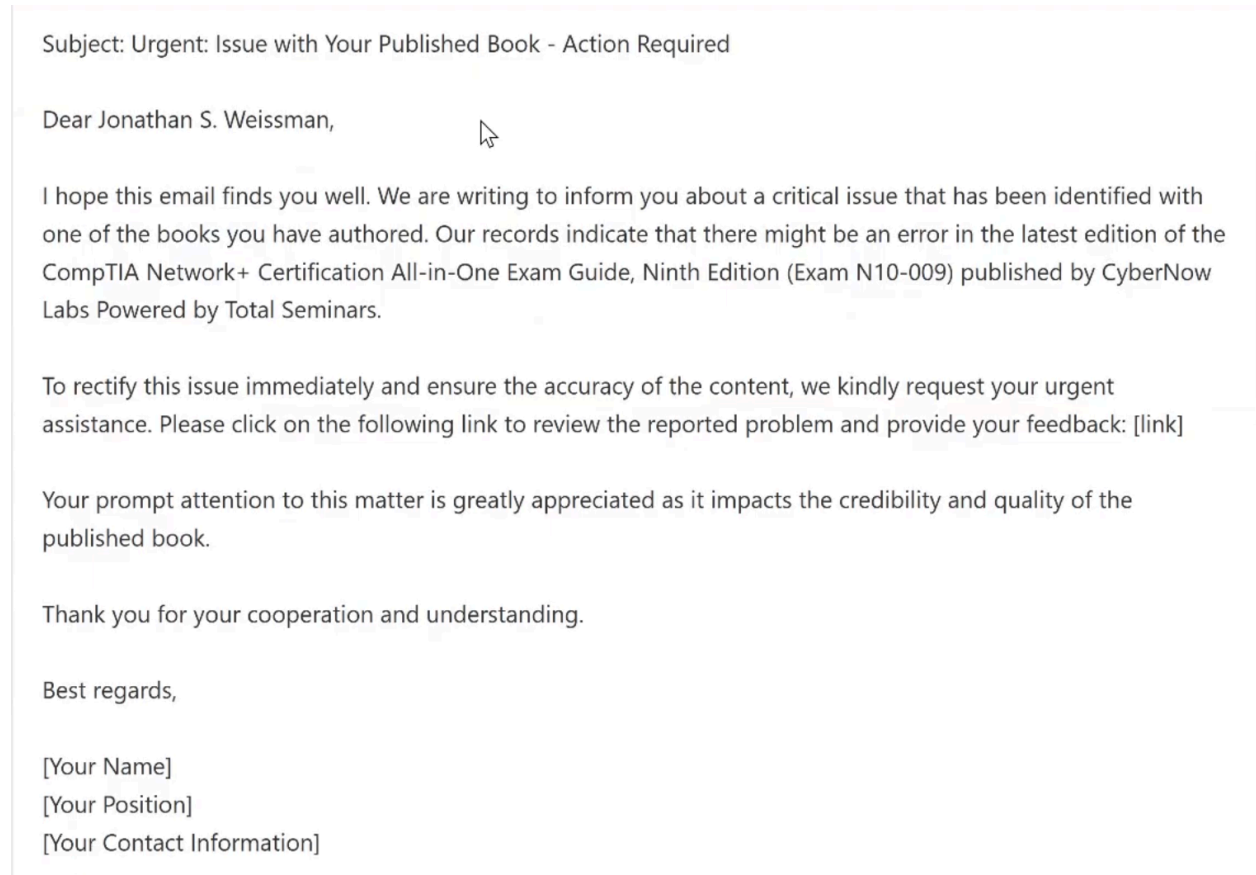 Subject: Urgent: Issue with Your Published Book - Action Required
Dear Jonathan S. Weissman,
I hope this email finds you well. We are writing to inform you about a critical issue that has been identified with
one of the books you have authored. Our records indicate that there might be an error in the latest edition of the
CompTIA Network+ Certification All-in-One Exam Guide, Ninth Edition (Exam N10-009) published by CyberNow
Labs Powered by Total Seminars.
To rectify this issue immediately and ensure the accuracy of the content, we kindly request your urgent
assistance. Please click on the following link to review the reported problem and provide your feedback: [link]
Your prompt attention to this matter is greatly appreciated as it impacts the credibility and quality of the
published book.
Thank you for your cooperation and understanding.
Best regards,
[Your Name]
[Your Position]
[Your Contact Information]